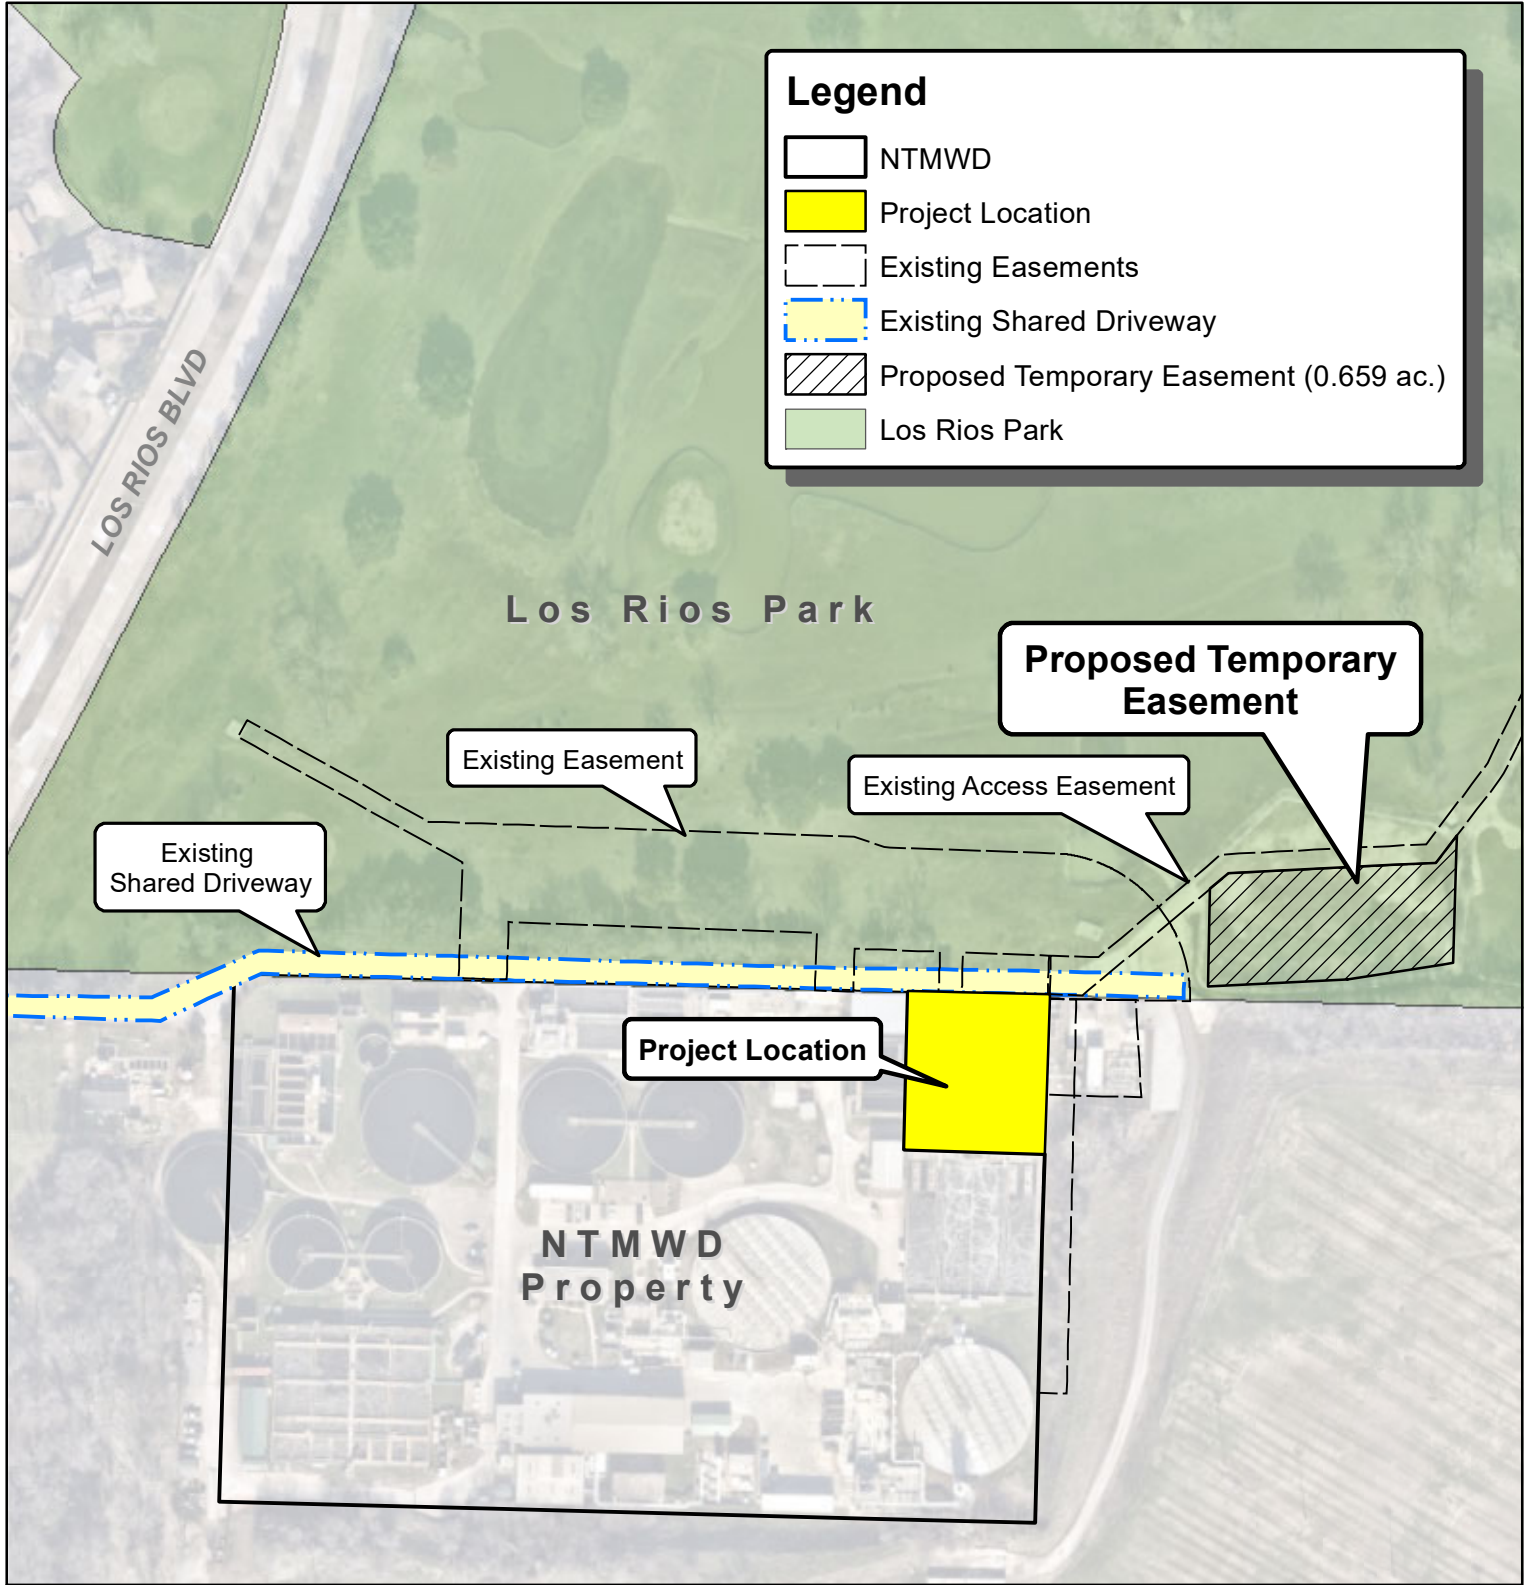 Legend
NTMWD
Project Location
Existing Easements
Existing Shared Driveway
Proposed Temporary Easement (0.659 ac.)
Los Rios Park
LOS RIOS BLVD
Los Rios Park
Proposed Temporary
Easement
Existing Easement
Existing Access Easement
Existing
Shared Driveway
Project Location
NTMWD
Property